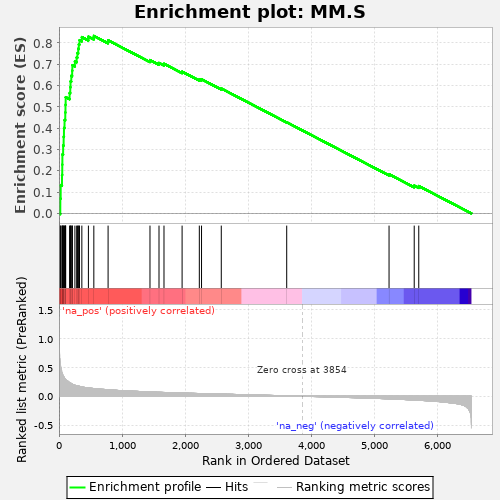 Enrichment plot: MM.S
Enrichment score (ES)
0.8
0.7
0.6
0.5
0.4
0.3
0.2
0.1
0.0
'na_pos' (positively correlated)
Ranked list metric (PreRanked)
1.5
1.0
0.5
0.0
-0.5
Zero cross at 3854
'na_neg' (negatively correlated)
0
1,000
2,000
3,000
4,000
5,000
6,000
Rank in Ordered Dataset
Enrichment profile
Hits
Ranking metric scores